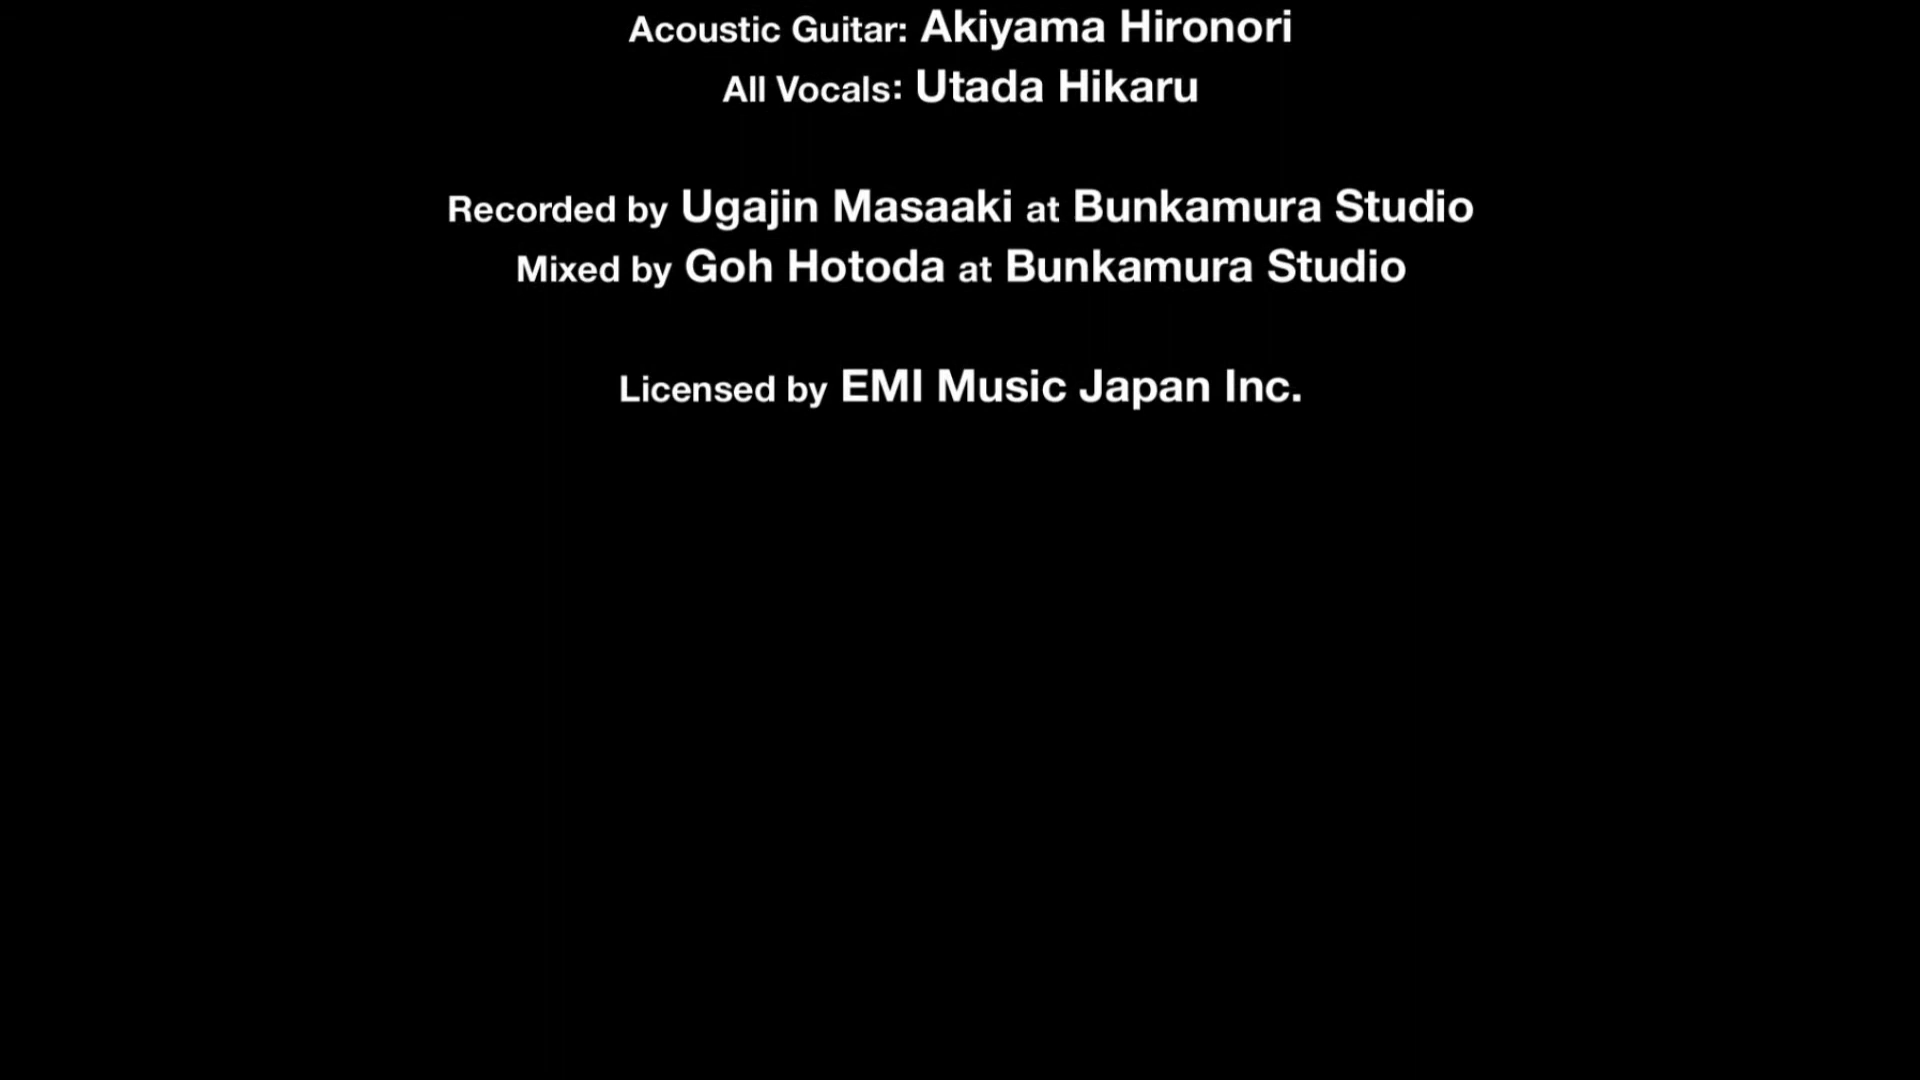 Acoustic Guitar: Akiyama Hironori
All Vocals: Utada Hikaru
Recorded by Ugajin Masaaki at Bunkamura Studio
Mixed by Goh Hotoda at Bunkamura Studio
Licensed by EMI Music Japan Inc.